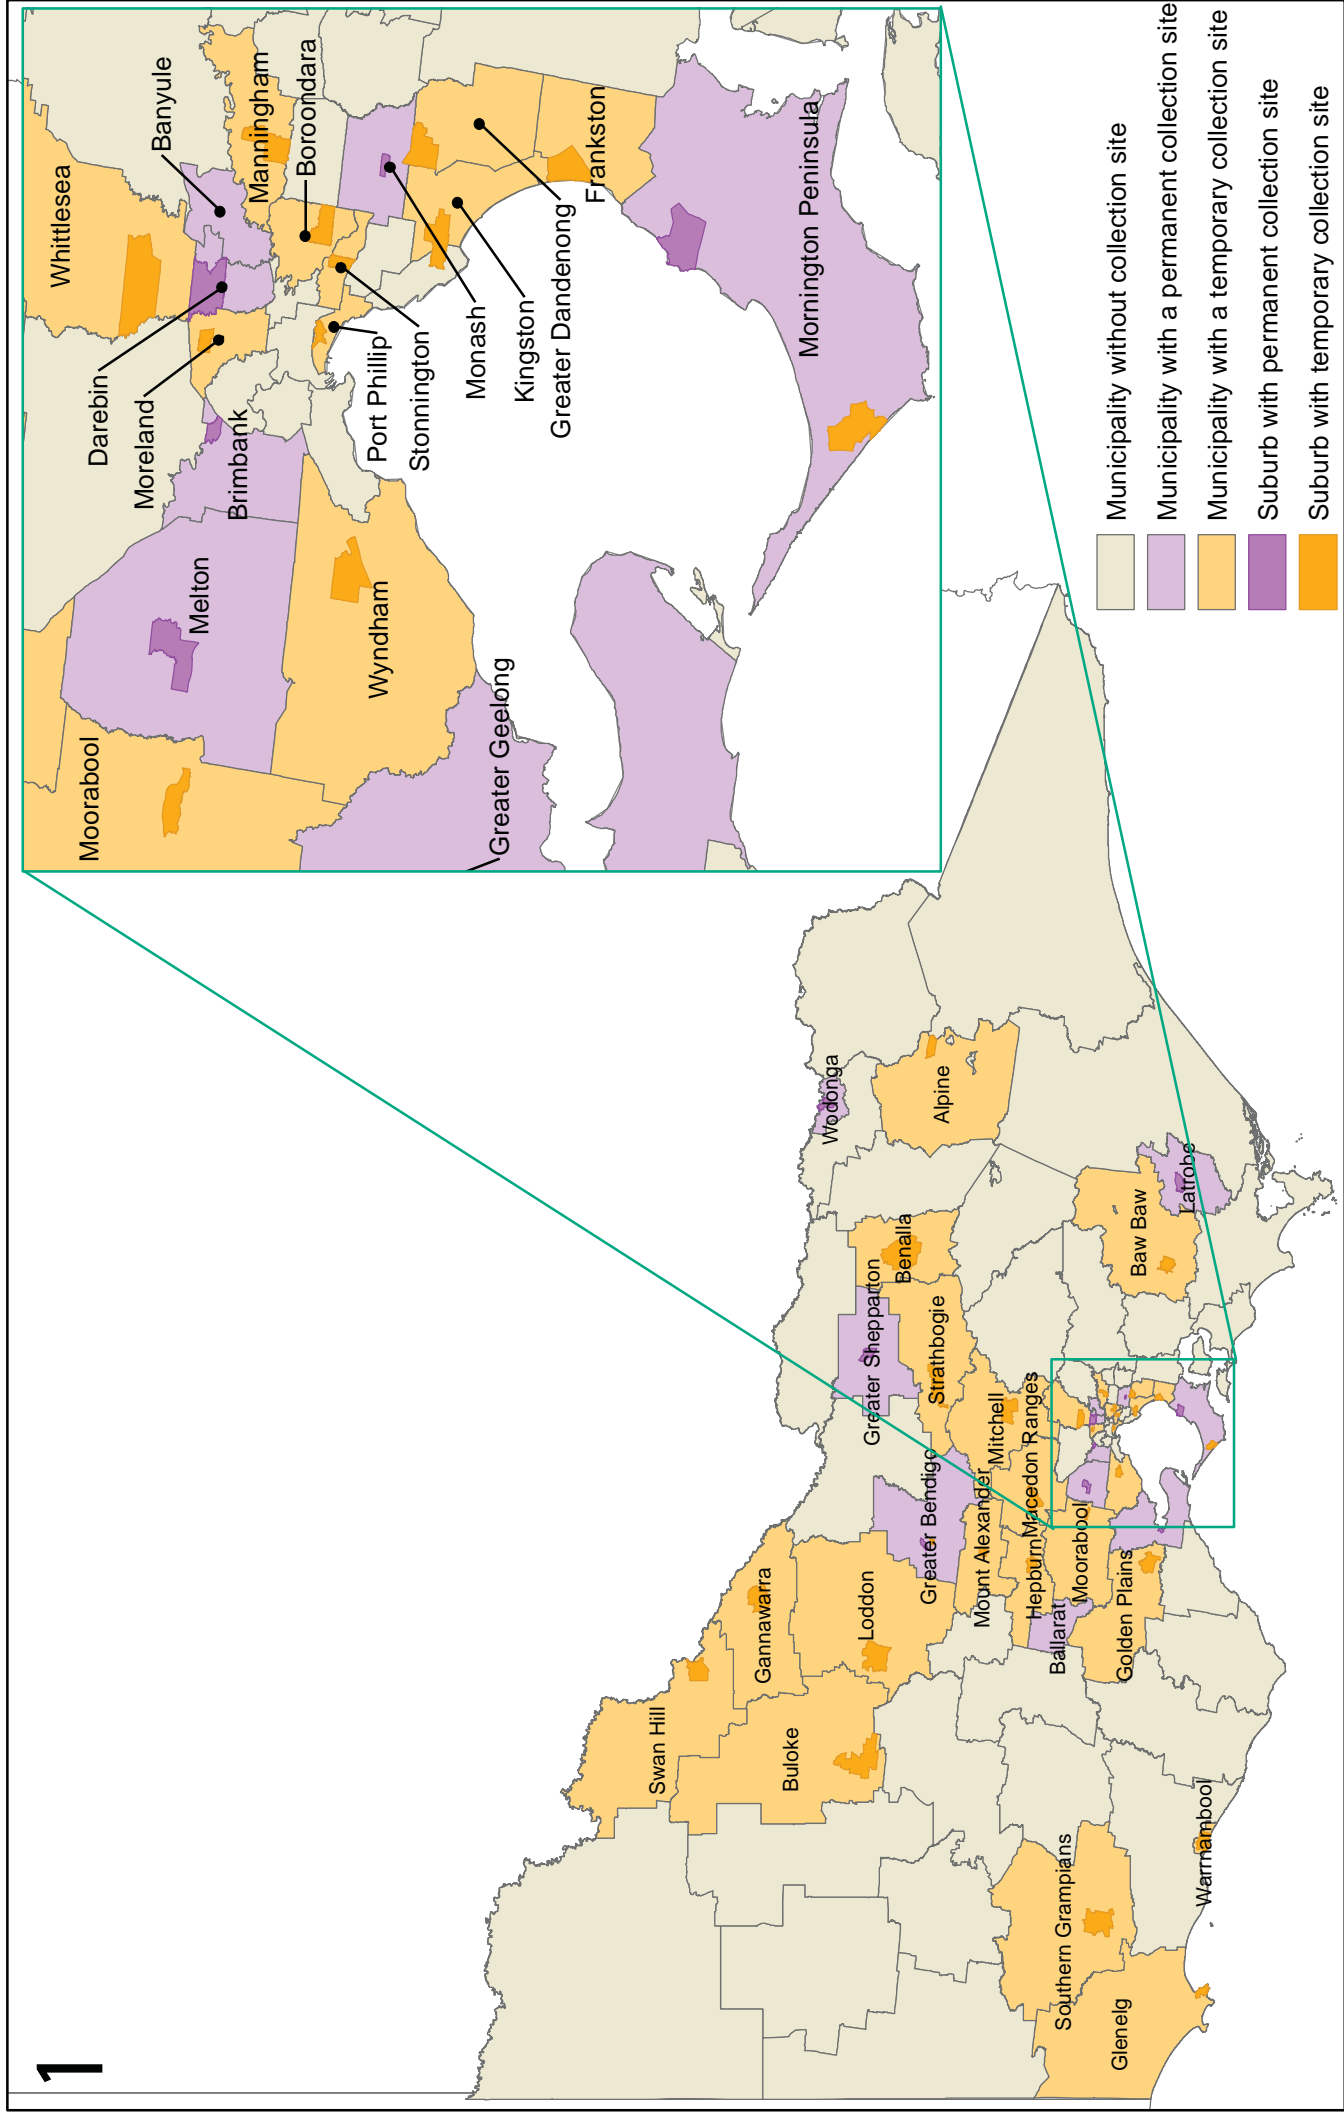 1
Whittlesea
Banyule
Manningham
Boroondara
Darebin
Moreland
Brimbank
Melton
Moorabool
Wyndham
Greater Geelong
Port Phillip
Stonnington
Monash
Kingston
Greater Dandenong
Frankston
Mornington Peninsula
Swan Hill
Gannawarra
Buloke
Loddon
Greater Bendigo
Greater Shepparton
Benalla
Strathbogie
Wodonga
Alpine
Mitchell
Macedon Ranges
Mount Alexander
Hepburn
Moorabool
Ballarat
Golden Plains
Baw Baw
Latrobe
Southern Grampians
Glenelg
Warrnambool
Municipality without collection site
Municipality with a permanent collection site
Municipality with a temporary collection site
Suburb with permanent collection site
Suburb with temporary collection site